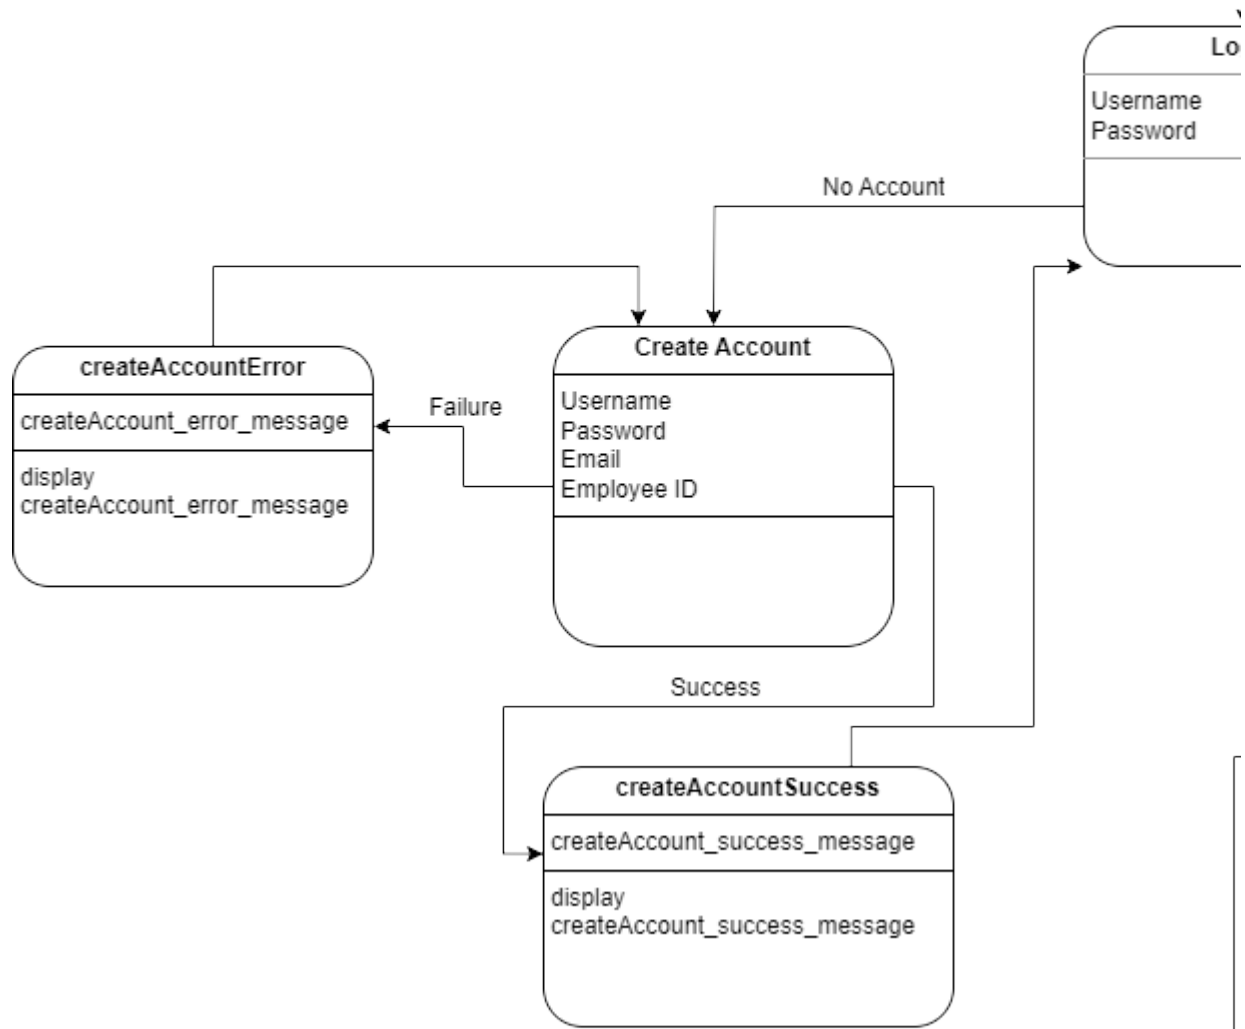 Lo
Username
Password
No Account
createAccountError
createAccount_error_message
display
createAccount_error_message
Failure
Create Account
Username
Password
Email
Employee ID
Success
createAccountSuccess
createAccount_success_message
display
createAccount_success_message